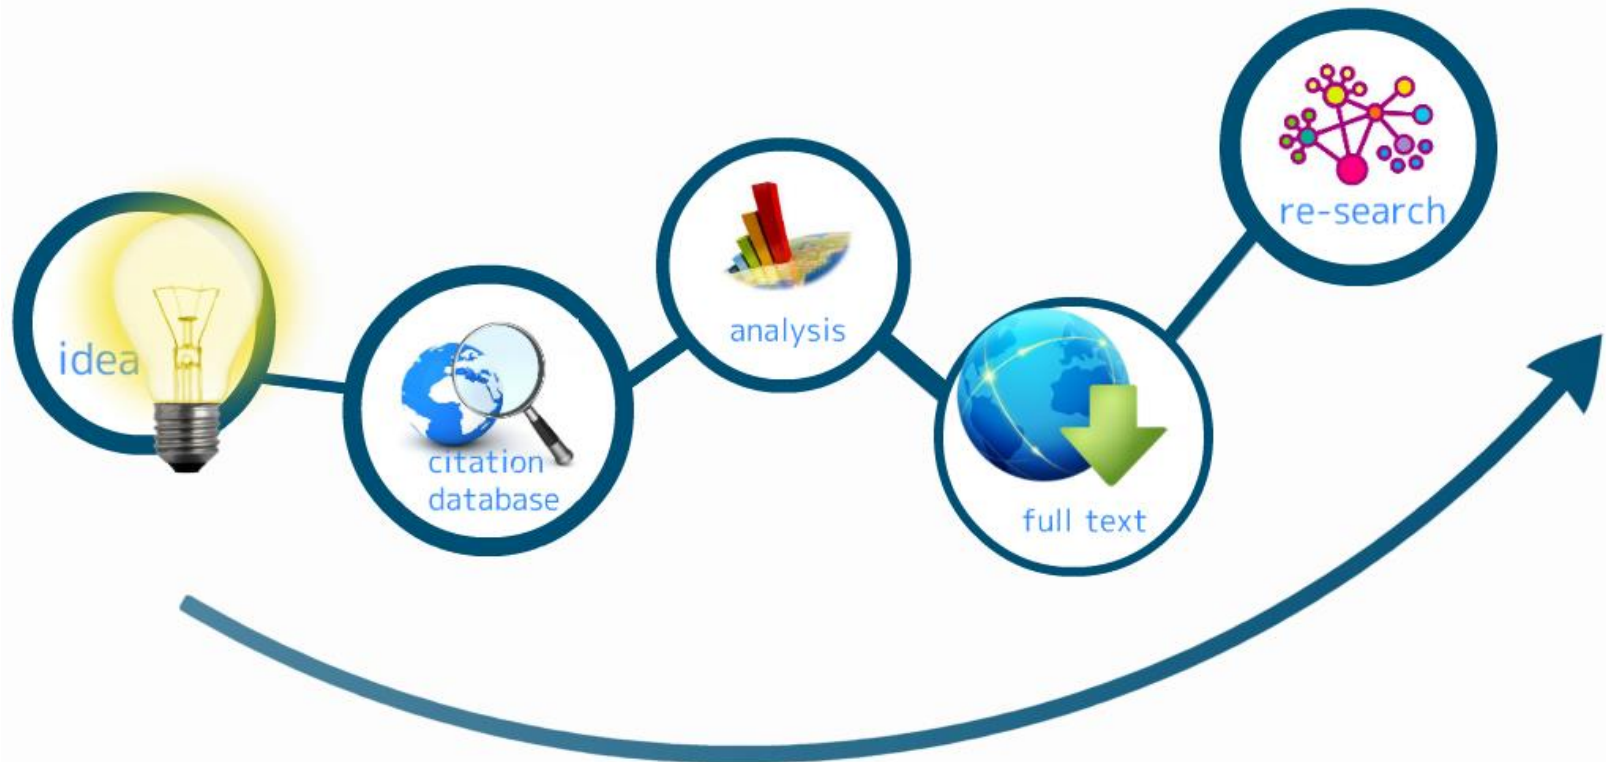 idea
citation
database
analysis
full text
re-search